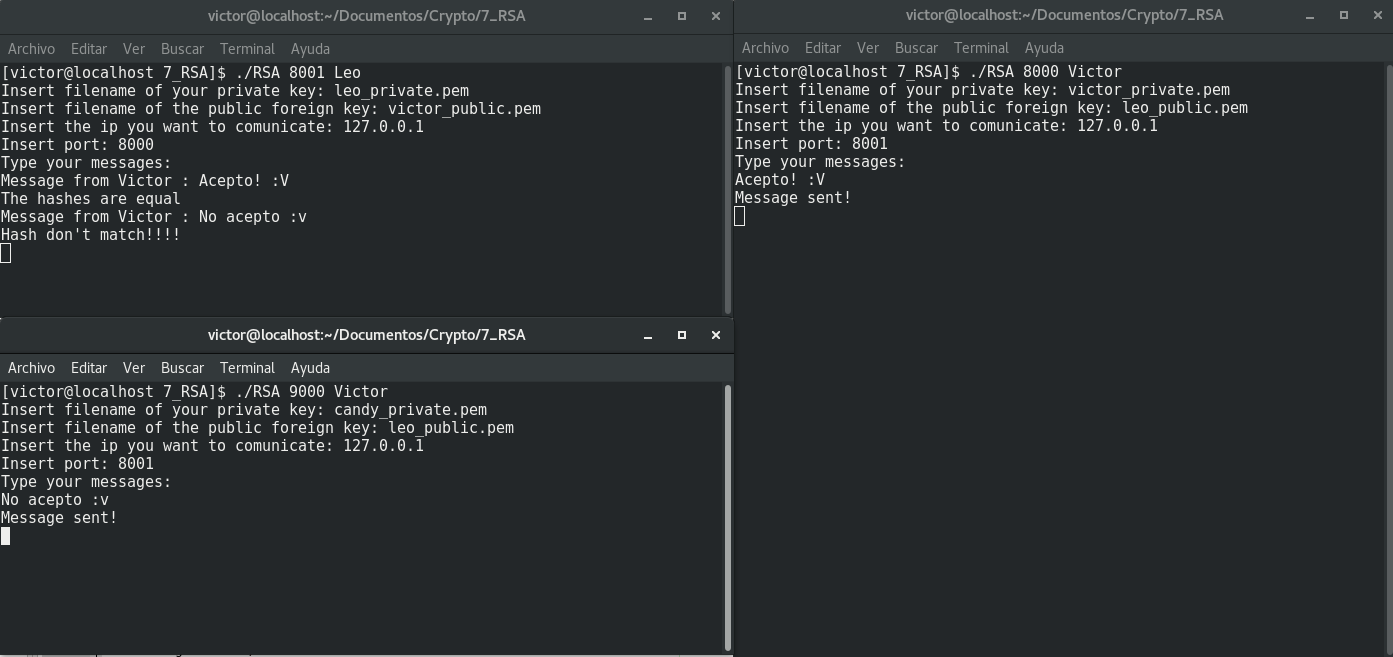 victor@localhost:~/Documentos/Crypto/7_RSA
Archivo Editar Ver Buscar Terminal Ayuda
[victor@localhost 7_RSA]$ ./RSA 8001 Leo
Insert filename of your private key: leo_private.pem
Insert filename of the public foreign key: victor_public.pem
Insert the ip you want to comunicate: 127.0.0.1
Insert port: 8000
Type your messages:
Message from Victor : Acepto! :V
The hashes are equal
Message from Victor : No acepto :v
Hash don't match!!!!
victor@localhost:~/Documentos/Crypto/7_RSA
Archivo Editar Ver Buscar Terminal Ayuda
[victor@localhost 7_RSA]$ ./RSA 8000 Victor
Insert filename of your private key: victor_private.pem
Insert filename of the public foreign key: leo_public.pem
Insert the ip you want to comunicate: 127.0.0.1
Insert port: 8001
Type your messages:
Acepto! :V
Message sent!
victor@localhost:~/Documentos/Crypto/7_RSA
Archivo Editar Ver Buscar Terminal Ayuda
[victor@localhost 7_RSA]$ ./RSA 9000 Victor
Insert filename of your private key: candy_private.pem
Insert filename of the public foreign key: leo_public.pem
Insert the ip you want to comunicate: 127.0.0.1
Insert port: 8001
Type your messages:
No acepto :v
Message sent!